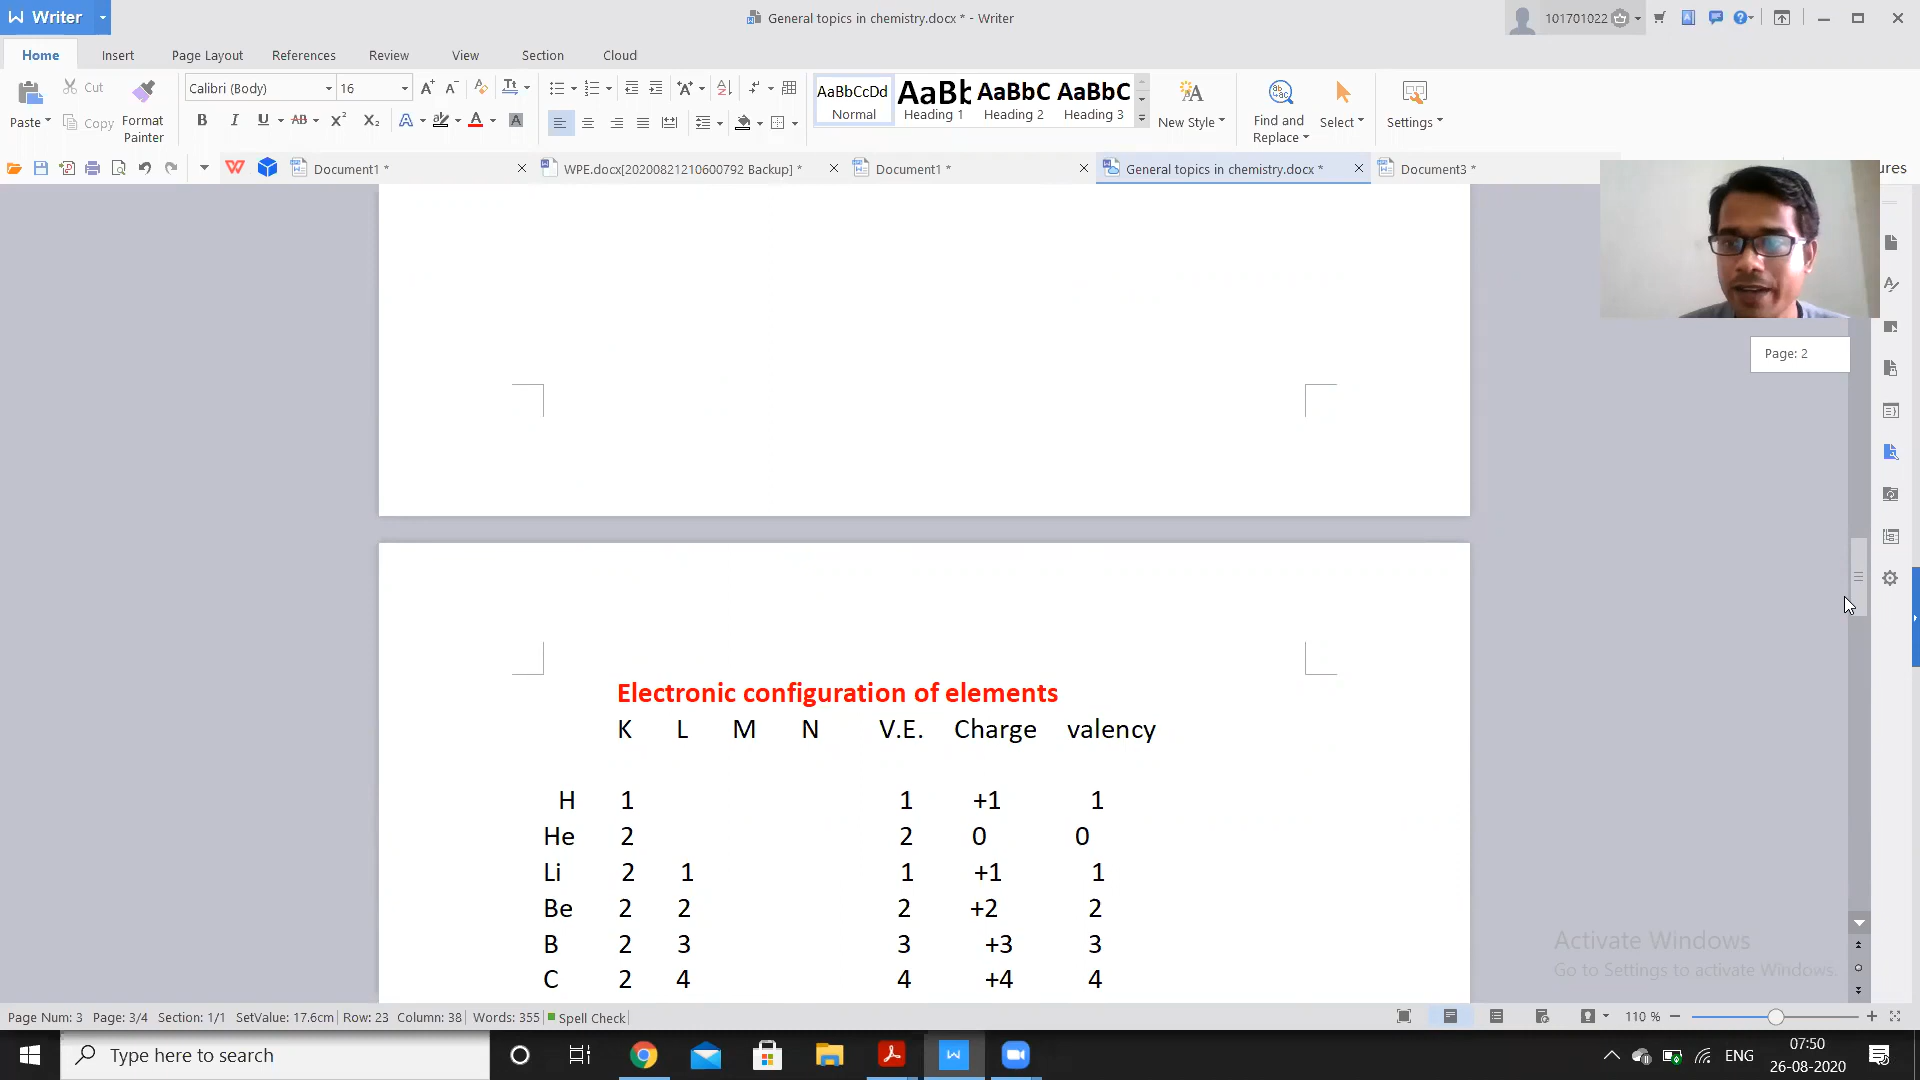 Writer
General topics in chemistry.docx * - Writer
101701022
Home Insert Page Layout References Review View Section Cloud
Paste Cut Copy Format Painter
Calibri (Body) 16
AaBbCcDd Normal
AaBb Heading 1
AaBbC Heading 2
AaBbC Heading 3
New Style
Find and Replace
Select
Settings
Document1 *
WPE.docx[20200821210600792 Backup] *
Document1 *
General topics in chemistry.docx *
Document3 *
ures
Page: 2
Electronic configuration of elements
K L M N V.E. Charge valency
H 1 1 +1 1
He 2 2 0 0
Li 2 1 1 +1 1
Be 2 2 2 +2 2
B 2 3 3 +3 3
C 2 4 4 +4 4
Activate Windows
Go to Settings to activate Windows.
Page Num: 3 Page: 3/4 Section: 1/1 SetValue: 17.6cm Row: 23 Column: 38 Words: 355 Spell Check
110 %
Type here to search
ENG
07:50
26-08-2020